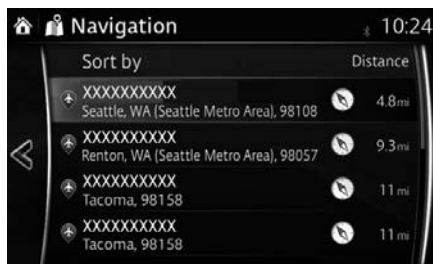 Navigation 10:24
Sort by Distance
XXXXXXXXXX
Seattle, WA (Seattle Metro Area), 98108 4.8mi
XXXXXXXXXX
Renton, WA (Seattle Metro Area), 98057 9.3mi
XXXXXXXXXX
Tacoma, 98158 11 mi
XXXXXXXXXX
Tacoma, 98158 11 mi